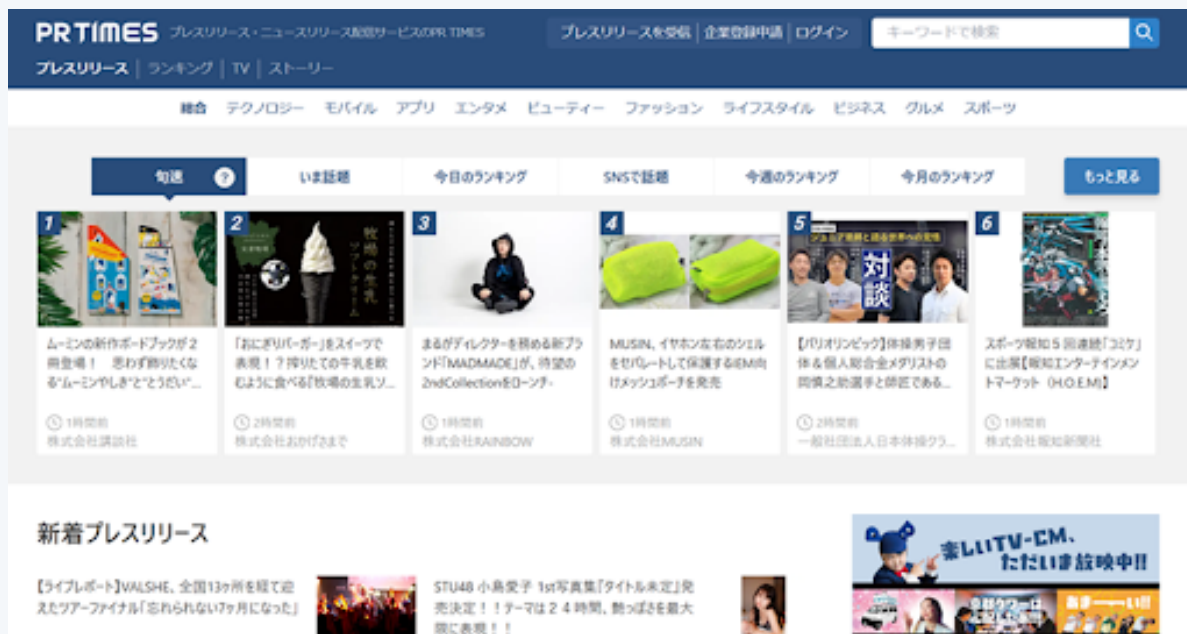 PR TIMES プレスリリース・ニュースリリース配信サービスのPR TIMES
プレスリリースを受信 企業登録申請 ログイン
キーワードで検索
プレスリリース ランキング TV ストーリー
総合 テクノロジー モバイル アプリ エンタメ ビューティー ファッション ライフスタイル ビジネス グルメ スポーツ
旬速 ? いま話題 今日のランキング SNSで話題 今週のランキング 今月のランキング もっと見る
1
ムーミンの新作ボードブックが2
冊登場! 思わず飾りたくな
る"ムーミンやしき"と"とうだい"...
1時間前
株式会社講談社
2
牧場の生乳
ソフトクリーム
「おにぎりバーガー」をスイーツで
表現!?搾りたての牛乳を飲
むように食べる『牧場の生乳ソ...
2時間前
株式会社おかげさまで
3
まるがディレクターを務める新ブラ
ンド「MADMADE」が、待望の
2ndCollectionをローンチ-
1時間前
株式会社RAINBOW
4
MUSIN、イヤホン左右のシェル
をセパレートして保護するIEM向
けメッシュポーチを発売
1時間前
株式会社MUSIN
5
対談
【パリオリンピック】体操男子団
体&個人総合金メダリストの
岡慎之助選手と師匠である...
2時間前
一般社団法人日本体操クラ...
6
スポーツ報知5回連続「コミケ」
に出展【報知エンターテインメン
トマーケット (H.O.E.M)】
1時間前
株式会社報知新聞社
新着プレスリリース
【ライブレポート】VALSHE、全国13ヶ所を経て迎
えたツアーファイナル「忘れられない7ヶ月になった」
STU48 小島愛子 1st写真集「タイトル未定」発
売決定!!テーマは24時間、艶っぽさを最大
限に表現!!
楽しいTV-CM、
ただいま放映中!!